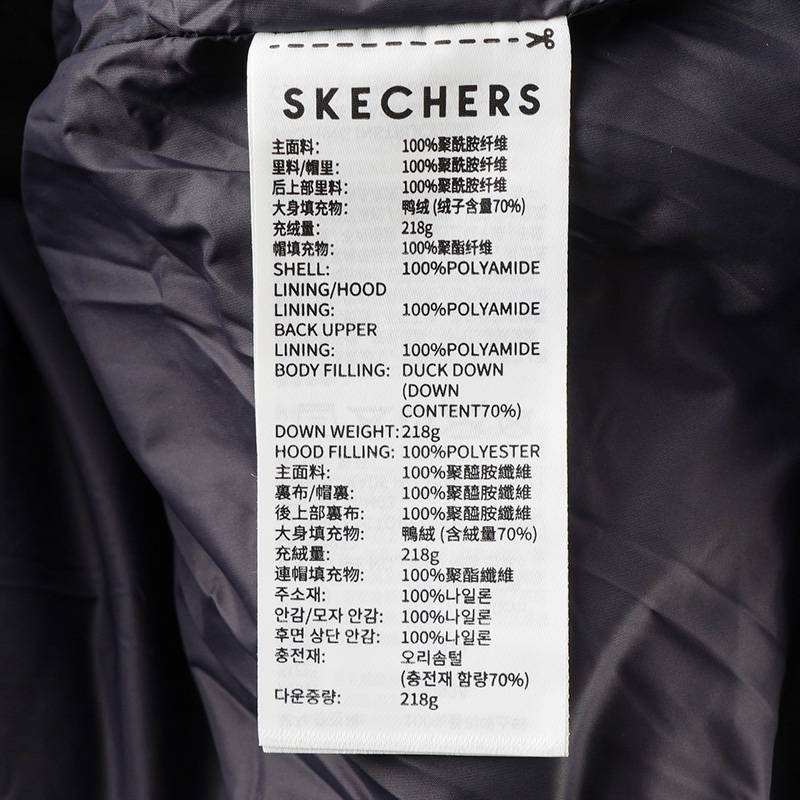 SKECHERS
主面料: 100%聚酰胺纤维
里料/帽里: 100%聚酰胺纤维
后上部里料: 100%聚酰胺纤维
大身填充物: 鸭绒 (绒子含量70%)
充绒量: 218g
帽填充物: 100%聚酯纤维
SHELL: 100%POLYAMIDE
LINING/HOOD
LINING: 100%POLYAMIDE
BACK UPPER
LINING: 100%POLYAMIDE
BODY FILLING: DUCK DOWN
(DOWN
CONTENT70%)
DOWN WEIGHT: 218g
HOOD FILLING: 100%POLYESTER
主面料: 100%聚醯胺纖維
裏布/帽裏: 100%聚醯胺纖維
後上部裏布: 100%聚醯胺纖維
大身填充物: 鴨絨 (含絨量70%)
充絨量: 218g
連帽填充物: 100%聚酯纖維
주소재: 100%나일론
안감/모자 안감: 100%나일론
후면 상단 안감: 100%나일론
충전재: 오리솜털
(충전재 함량70%)
다운중량: 218g